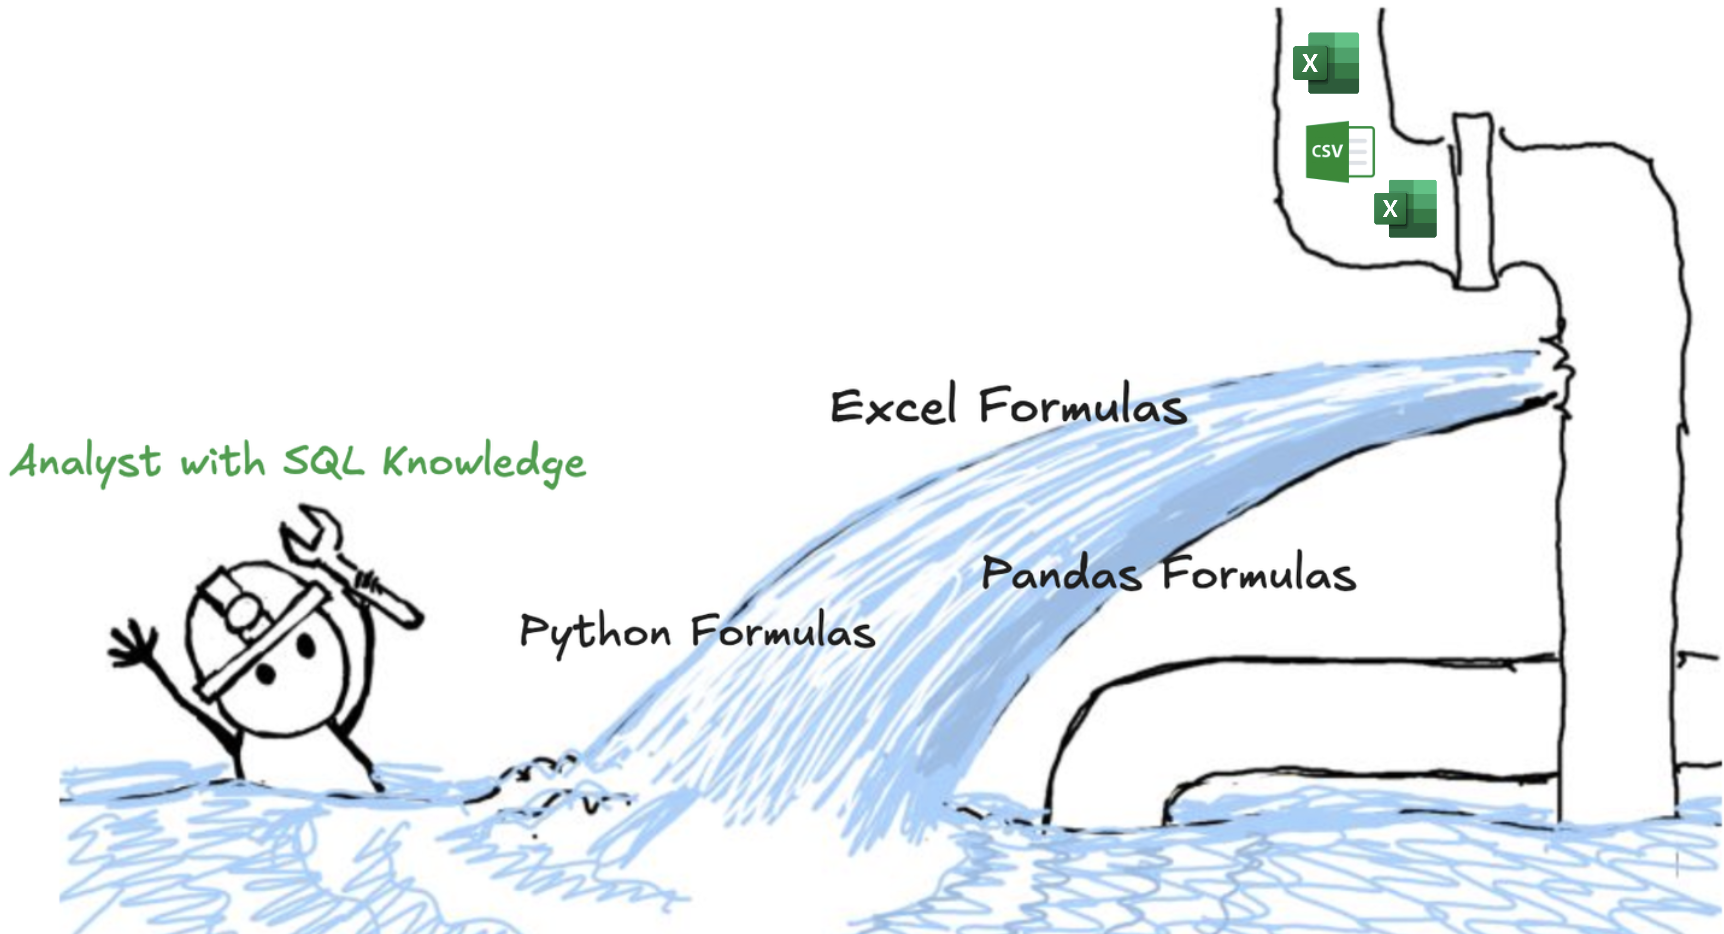 X
CSV
X
Excel Formulas
Analyst with SQL Knowledge
Pandas Formulas
Python Formulas